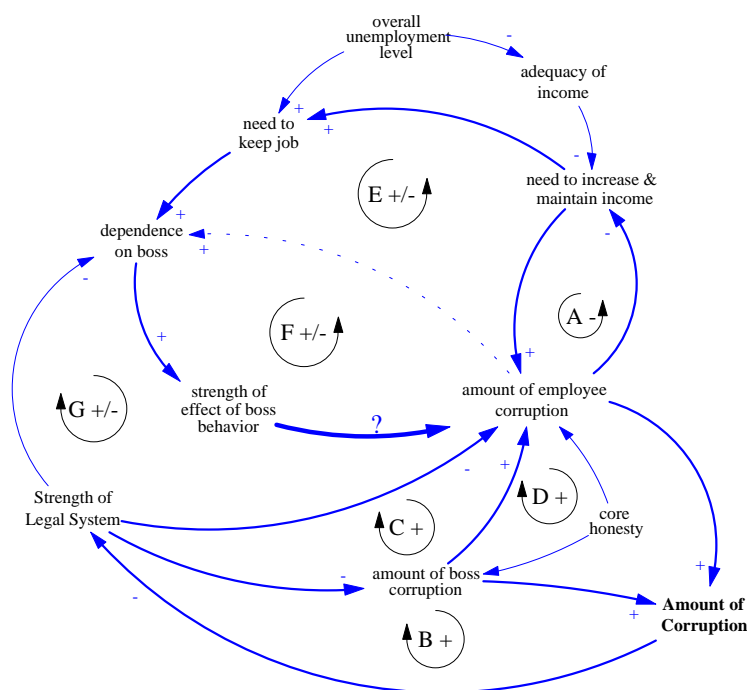 overall
unemployment
level
-
adequacy of
income
+
+
need to
keep job
-
need to increase &
maintain income
E +/-
+
dependence
on boss
+
-
-
A -
+
F +/-
+
strength of
effect of boss
behavior
amount of employee
corruption
G +/-
?
-
+
D +
Strength of
Legal System
C +
core
honesty
-
amount of boss
corruption
+
-
+
Amount of
Corruption
B +